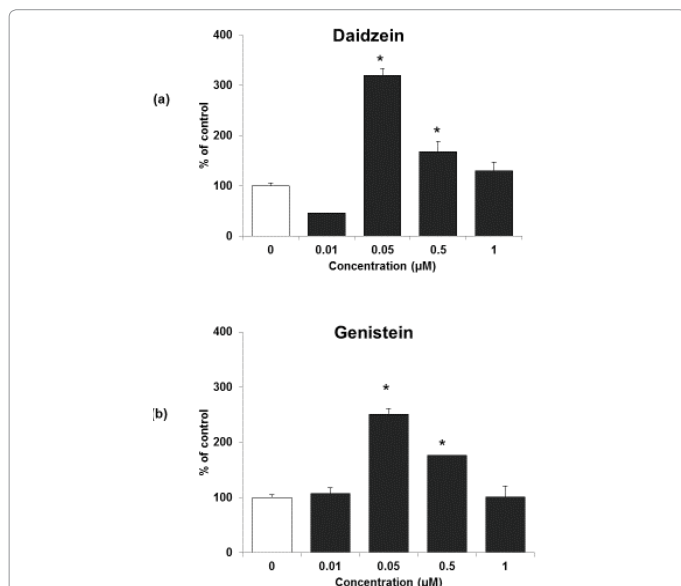 Daidzein
400
*
300
(a)
% of control
*
200
100
0
0 0.01 0.05 0.5 1
Concentration (µM)
Genistein
400
*
300
(b)
% of control
*
200
100
0
0 0.01 0.05 0.5 1
Concentration (µM)